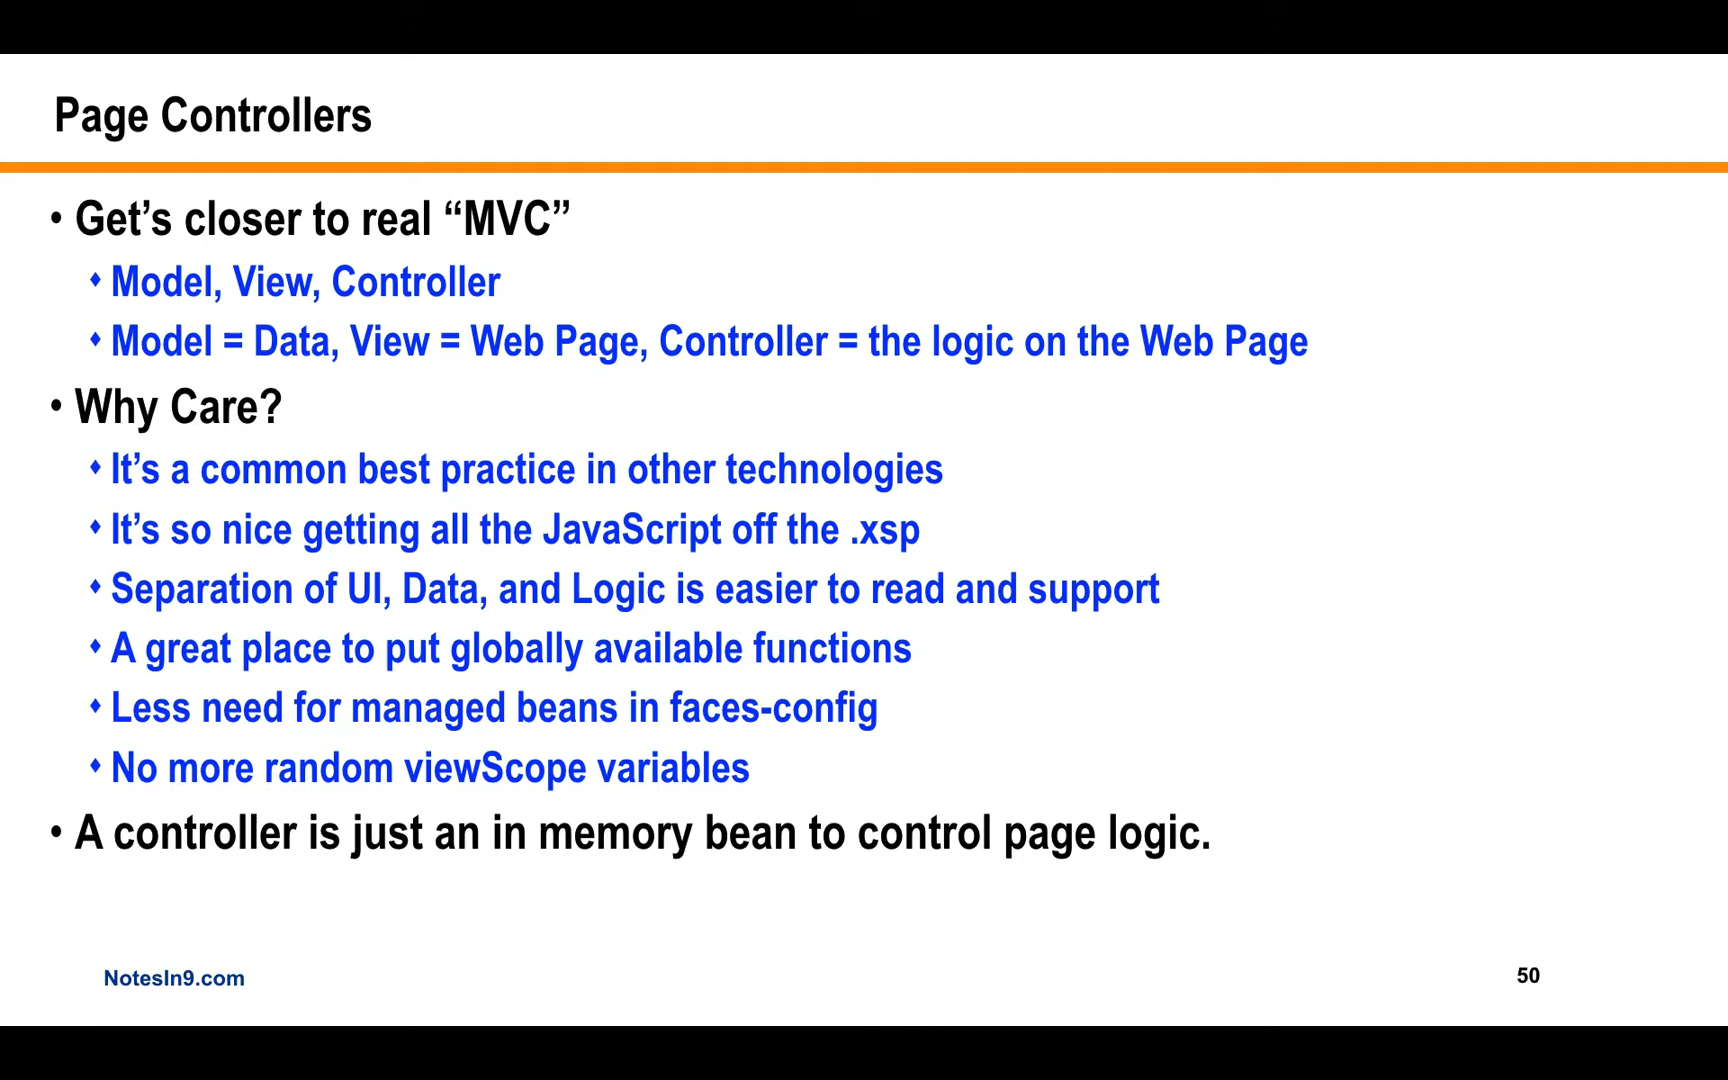 Page Controllers
• Get’s closer to real “MVC”
♦ Model, View, Controller
♦ Model = Data, View = Web Page, Controller = the logic on the Web Page
• Why Care?
♦ It’s a common best practice in other technologies
♦ It’s so nice getting all the JavaScript off the .xsp
♦ Separation of UI, Data, and Logic is easier to read and support
♦ A great place to put globally available functions
♦ Less need for managed beans in faces-config
♦ No more random viewScope variables
• A controller is just an in memory bean to control page logic.
NotesIn9.com
50